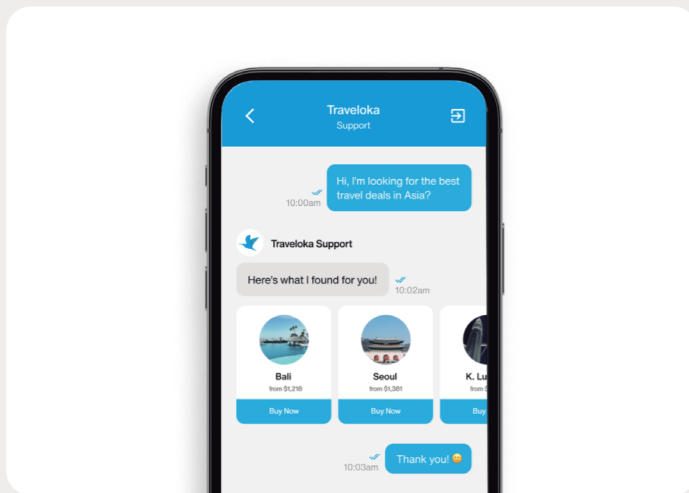 Traveloka
Support
Hi, I'm looking for the best
travel deals in Asia?
10:00am
Traveloka Support
Here's what I found for you!
10:02am
Bali
from $1,218
Buy Now
Seoul
from $1,381
Buy Now
K. Lu
from $
Buy
Thank you!
10:03am